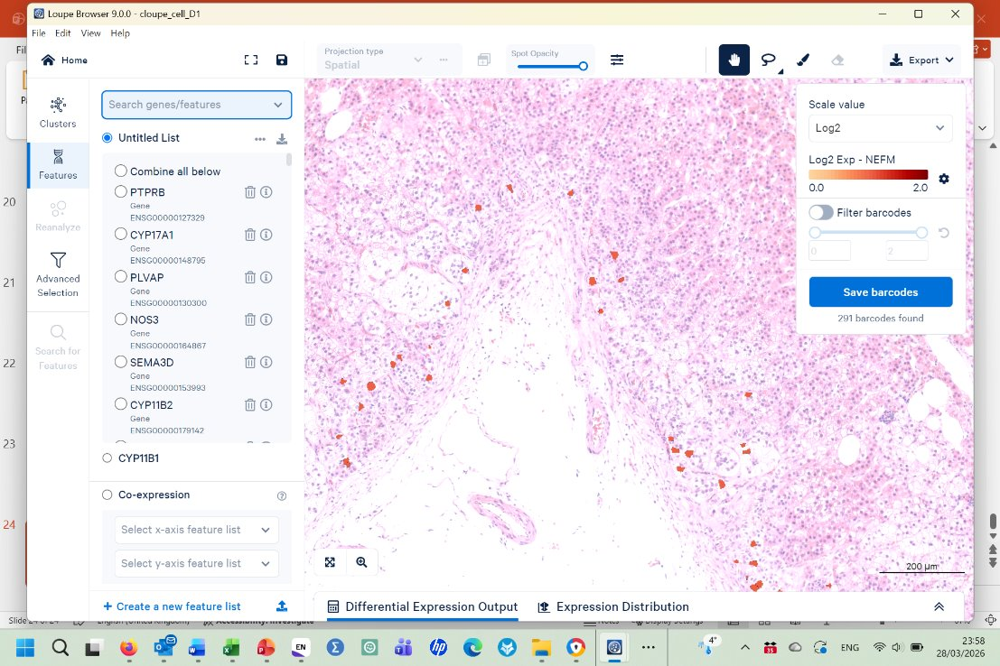 Loupe Browser 9.0.0 - cloupe_cell_D1
File Edit View Help
Home
Projection type
Spatial
Spot Opacity
Export
Clusters
Features
Reanalyze
Advanced
Selection
Search for
Features
Search genes/features
Untitled List
Combine all below
PTPRB
Gene
ENSG00000127329
CYP17A1
Gene
ENSG00000148795
PLVAP
Gene
ENSG00000130300
NOS3
Gene
ENSG00000164867
SEMA3D
Gene
ENSG00000153993
CYP11B2
Gene
ENSG00000179142
CYP11B1
Co-expression
Select x-axis feature list
Select y-axis feature list
+ Create a new feature list
Scale value
Log2
Log2 Exp - NEFM
0.0 2.0
Filter barcodes
0 2
Save barcodes
291 barcodes found
200 µm
Differential Expression Output
Expression Distribution
20
21
22
23
24
4°
EN
35
ENG
23:58
28/03/2026